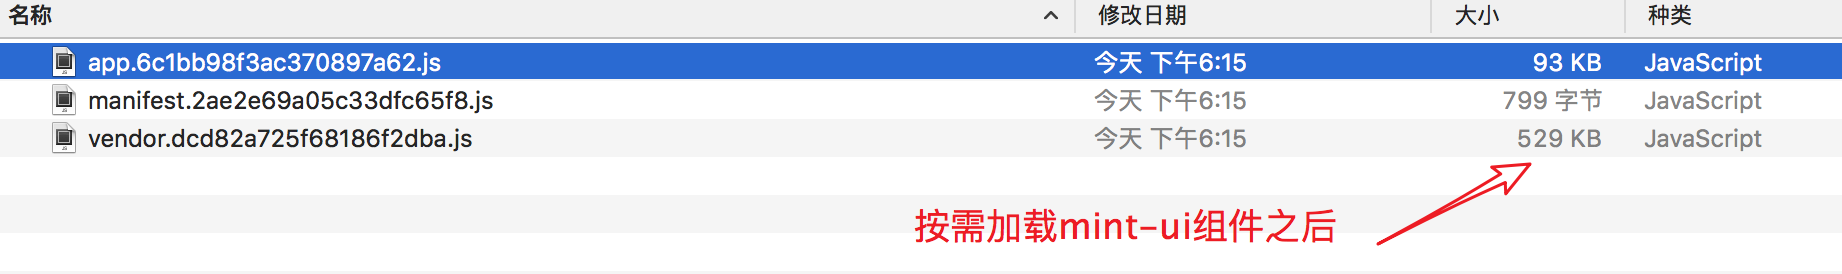 名称 修改日期 大小 种类
app.6c1bb98f3ac370897a62.js 今天 下午6:15 93 KB JavaScript
manifest.2ae2e69a05c33dfc65f8.js 今天 下午6:15 799 字节 JavaScript
vendor.dcd82a725f68186f2dba.js 今天 下午6:15 529 KB JavaScript
按需加载mint-ui组件之后